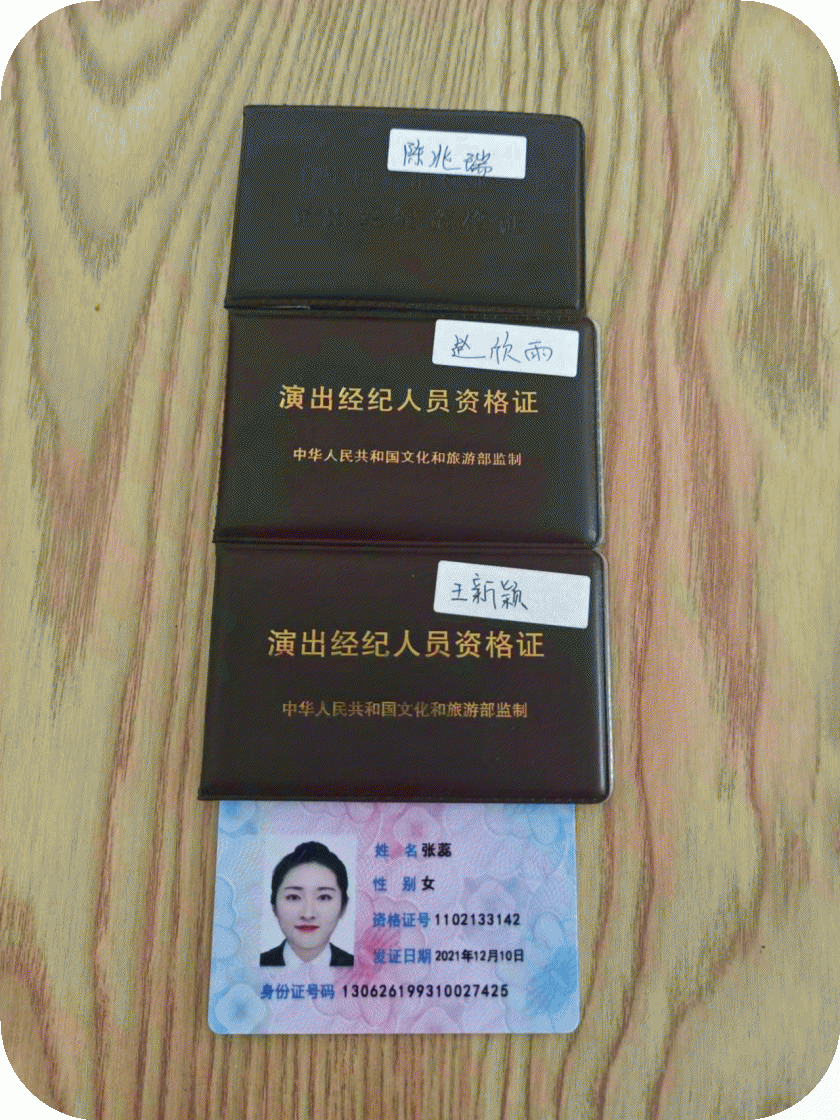 陈兆瑞
赵欣雨
演出经纪人员资格证
中华人民共和国文化和旅游部监制
王新颖
演出经纪人员资格证
中华人民共和国文化和旅游部监制
姓 名 张蕊
性 别 女
资格证号 1102133142
发证日期 2021年12月10日
身份证号码 130626199310027425